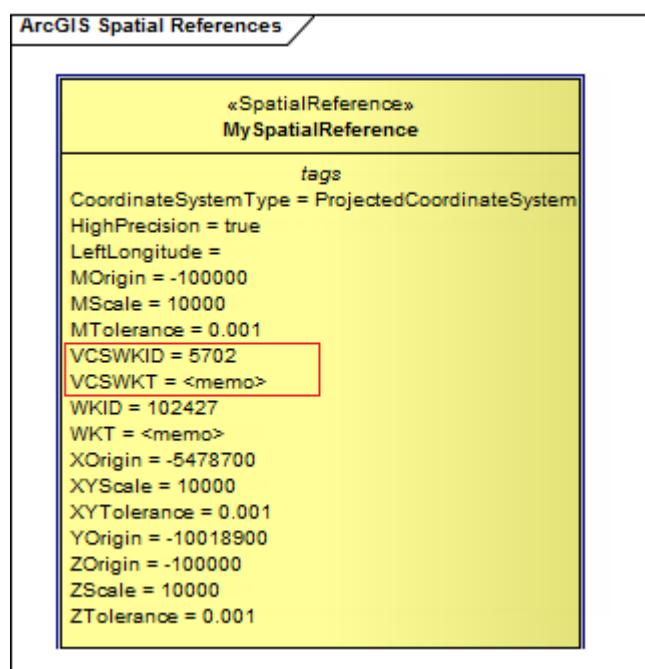 ArcGIS Spatial References
«SpatialReference»
MySpatialReference
tags
CoordinateSystemType = ProjectedCoordinateSystem
HighPrecision = true
LeftLongitude =
MOrigin = -100000
MScale = 10000
MTolerance = 0.001
VCSWKID = 5702
VCSWKT = <memo>
WKID = 102427
WKT = <memo>
XOrigin = -5478700
XYScale = 10000
XYTolerance = 0.001
YOrigin = -10018900
ZOrigin = -100000
ZScale = 10000
ZTolerance = 0.001